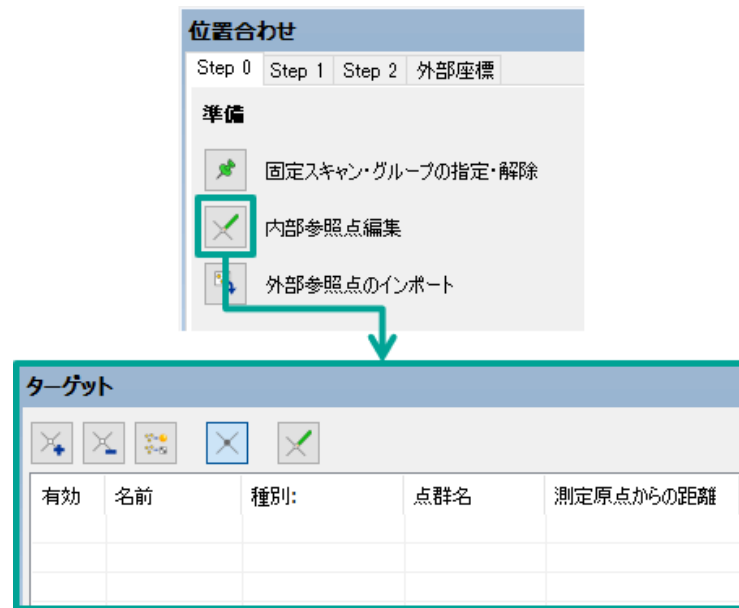 位置合わせ
Step 0 Step 1 Step 2 外部座標
準備
固定スキャン・グループの指定・解除
内部参照点編集
外部参照点のインポート
ターゲット
有効 名前 種別: 点群名 測定原点からの距離